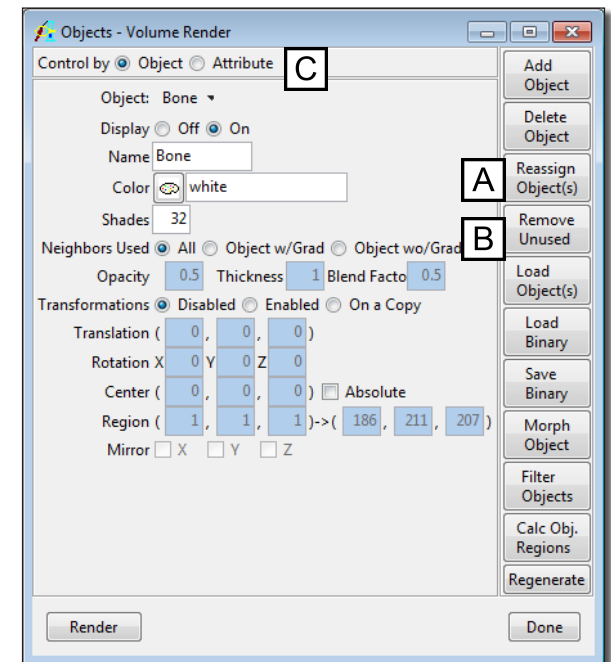 Objects - Volume Render
Control by Object Attribute
C
Object: Bone
Display Off On
Name Bone
Color white
Shades 32
Neighbors Used All Object w/Grad Object wo/Grad
Opacity 0.5 Thickness 1 Blend Facto 0.5
Transformations Disabled Enabled On a Copy
Translation ( 0 , 0 , 0 )
Rotation X 0 Y 0 Z 0
Center ( 0 , 0 , 0 ) Absolute
Region ( 1 , 1 , 1 )->( 186 , 211 , 207 )
Mirror X Y Z
Add
Object
Delete
Object
A
Reassign
Object(s)
B
Remove
Unused
Load
Object(s)
Load
Binary
Save
Binary
Morph
Object
Filter
Objects
Calc Obj.
Regions
Regenerate
Render
Done